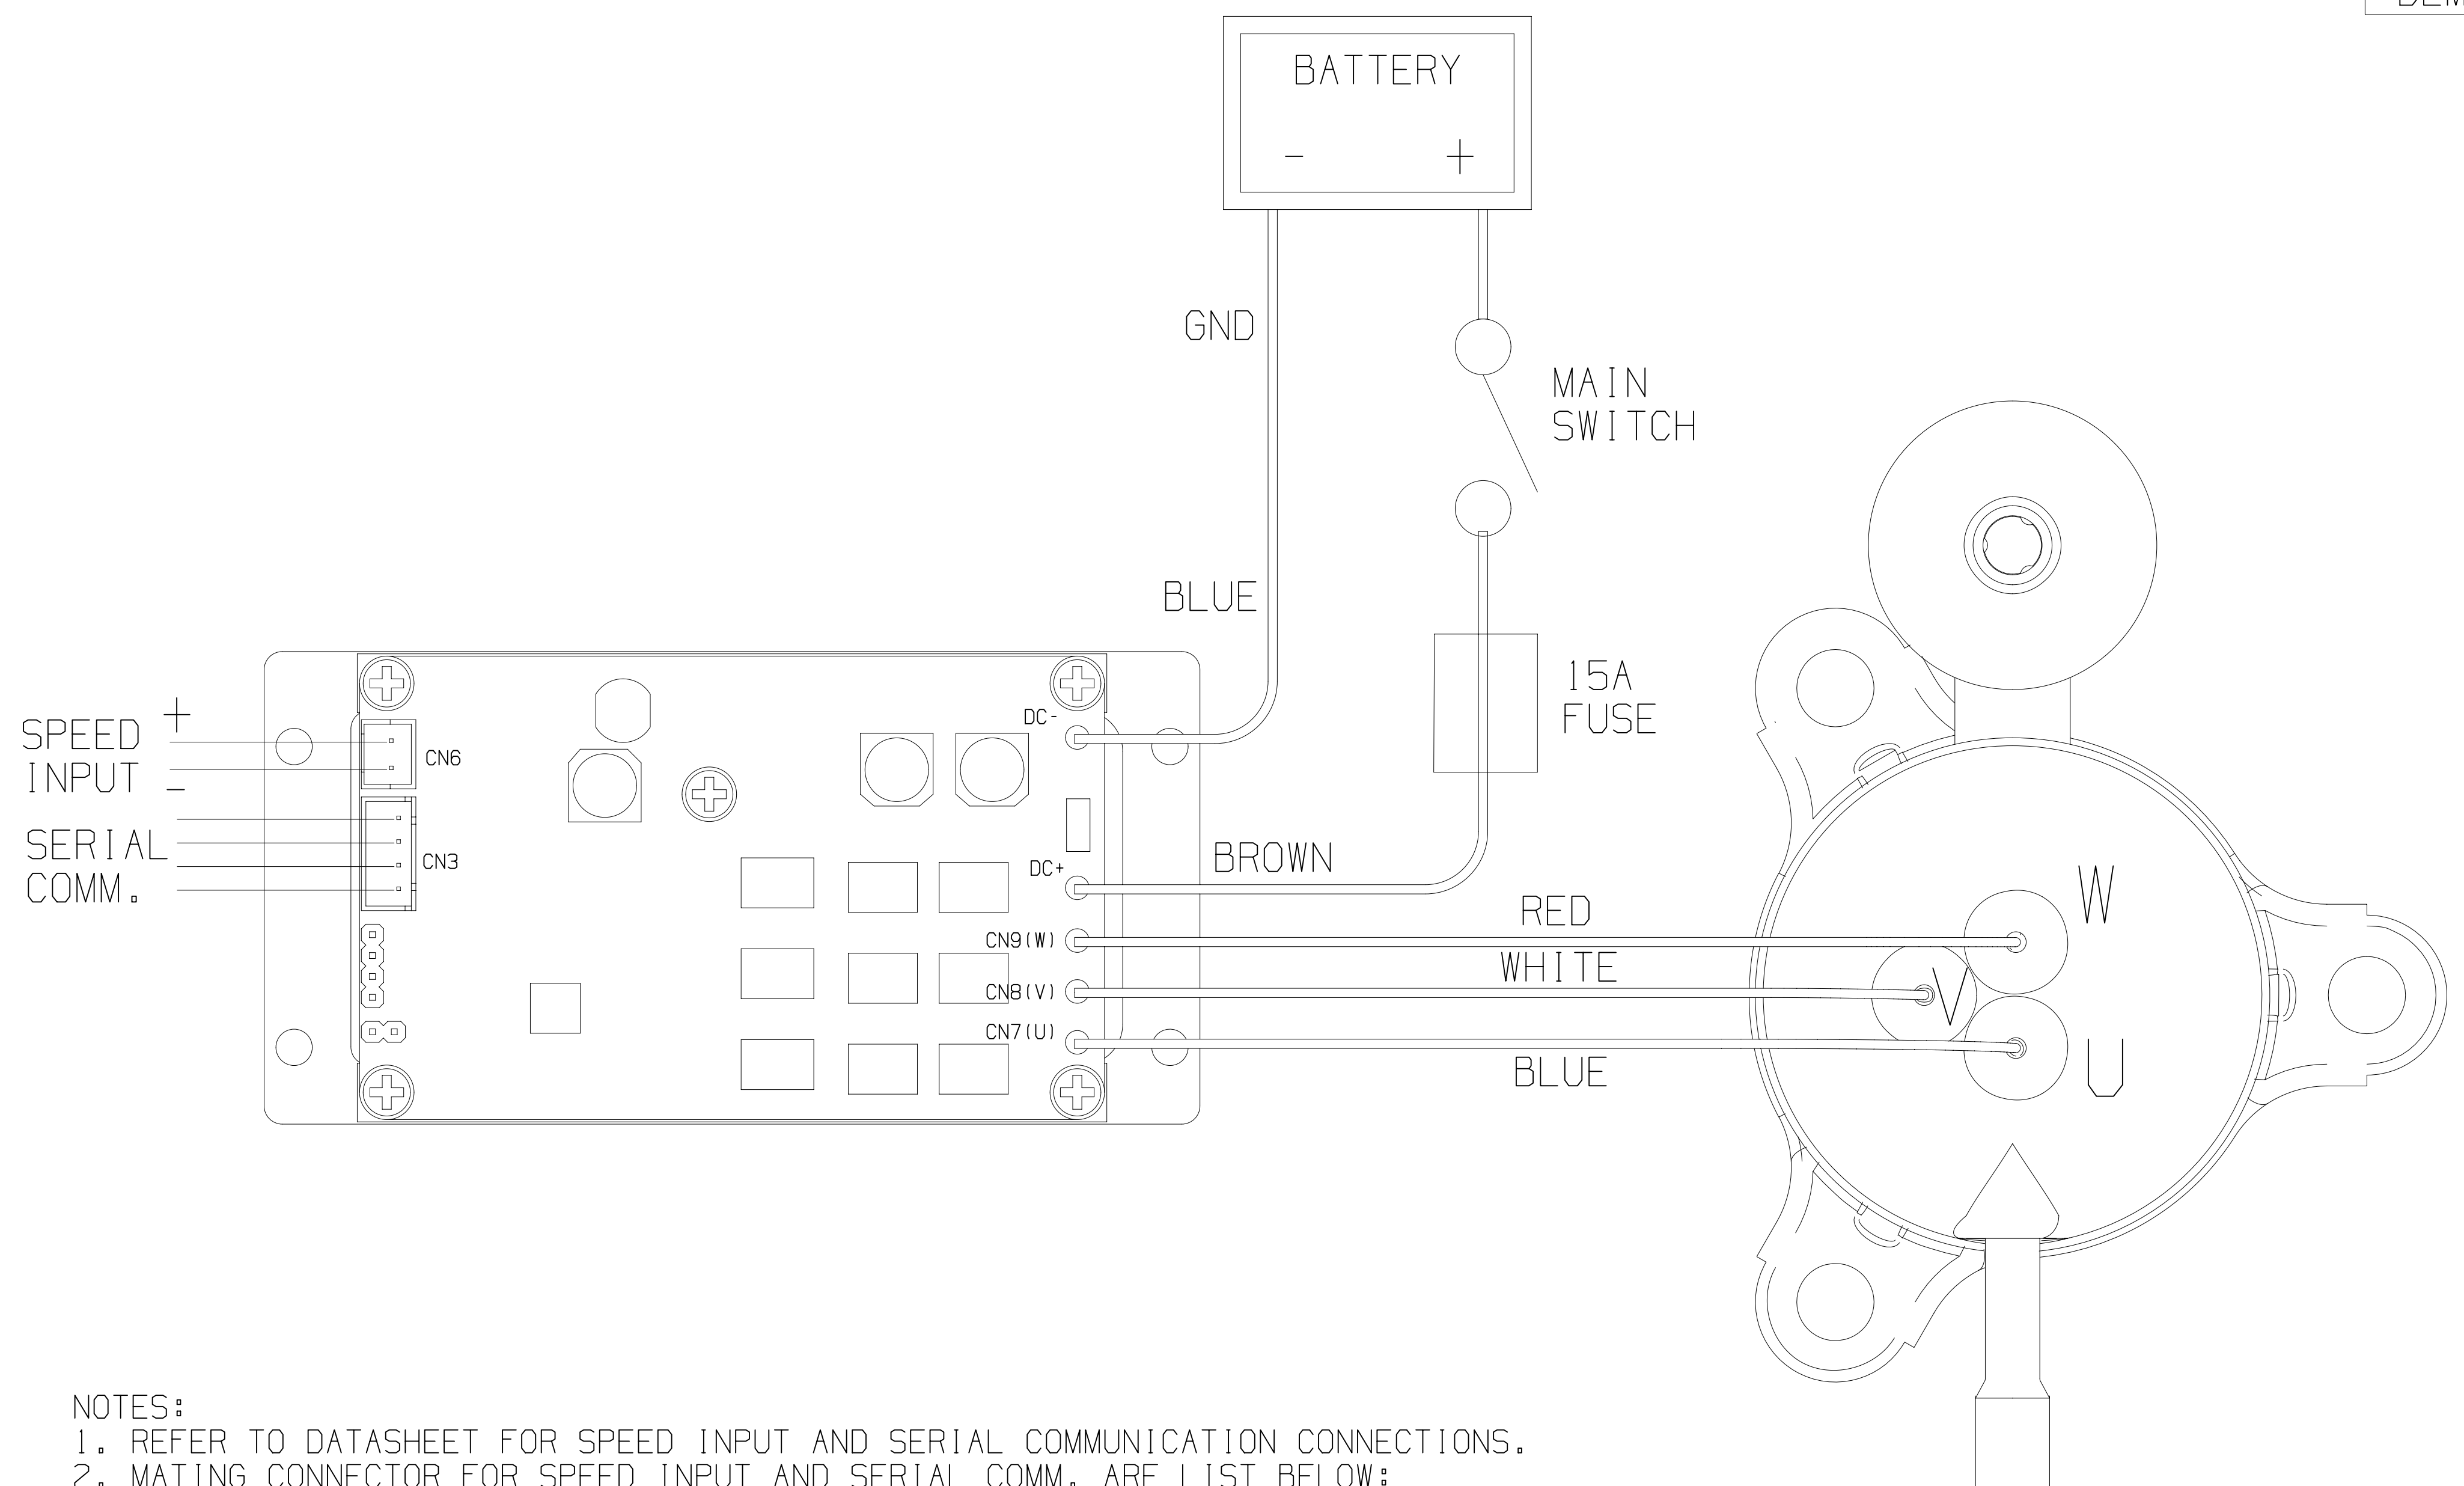 BATTERY
- +
GND
MAIN
SWITCH
BLUE
15A
FUSE
SPEED +
INPUT -
DC-
CN6
SERIAL
COMM.
CN3
DC+
BROWN
RED
W
CN9(W)
WHITE
CN8(V)
V
CN7(U)
BLUE
U
NOTES:
1. REFER TO DATASHEET FOR SPEED INPUT AND SERIAL COMMUNICATION CONNECTIONS.
2. MATING CONNECTOR FOR SPEED INPUT AND SERIAL COMM. ARE LIST BELOW: